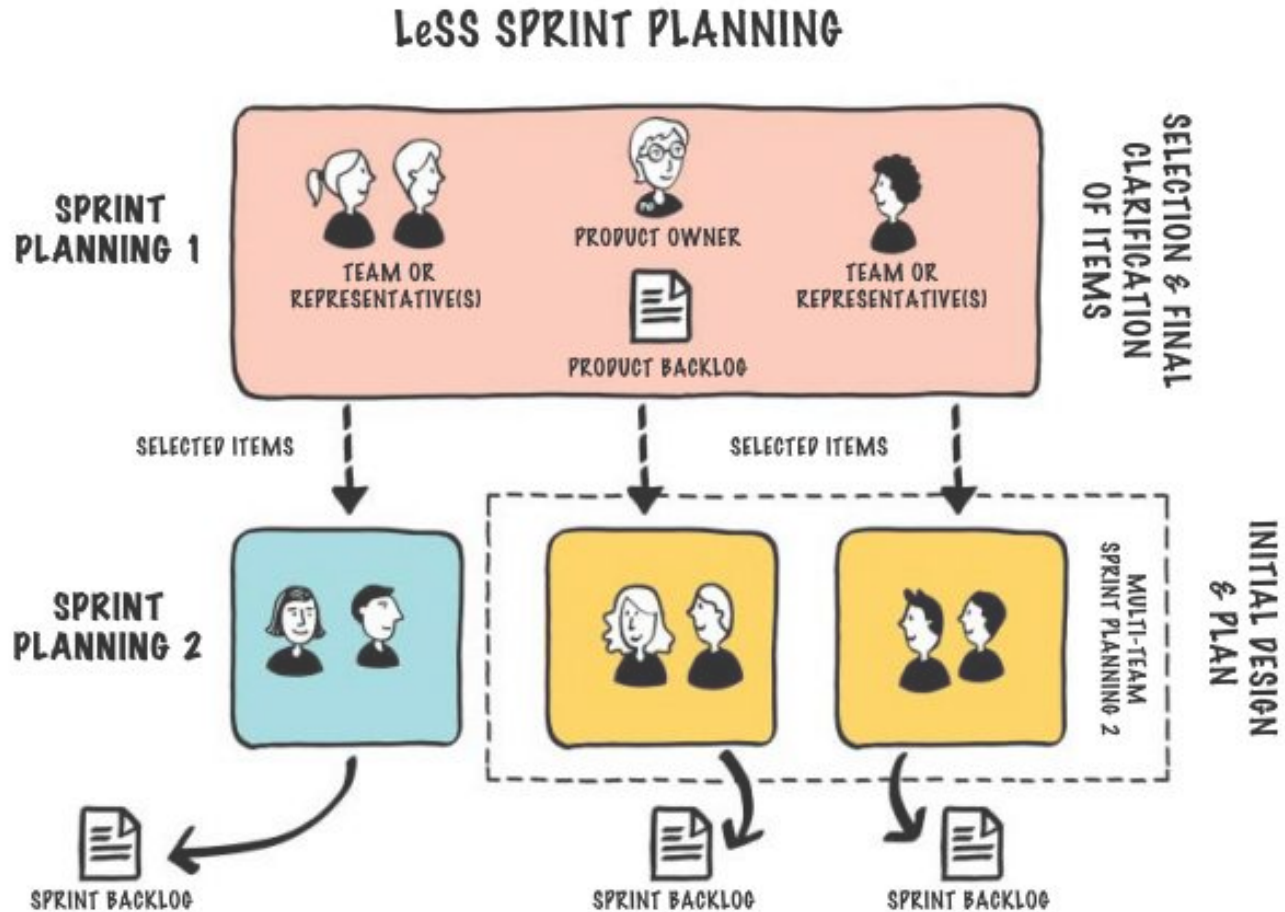 LeSS SPRINT PLANNING
SPRINT
PLANNING 1
TEAM OR
REPRESENTATIVE(S)
PRODUCT OWNER
PRODUCT BACKLOG
TEAM OR
REPRESENTATIVE(S)
SELECTION & FINAL
CLARIFICATION
OF ITEMS
SELECTED ITEMS
SELECTED ITEMS
SPRINT
PLANNING 2
MULTI-TEAM
SPRINT PLANNING 2
INITIAL DESIGN
& PLAN
SPRINT BACKLOG
SPRINT BACKLOG
SPRINT BACKLOG